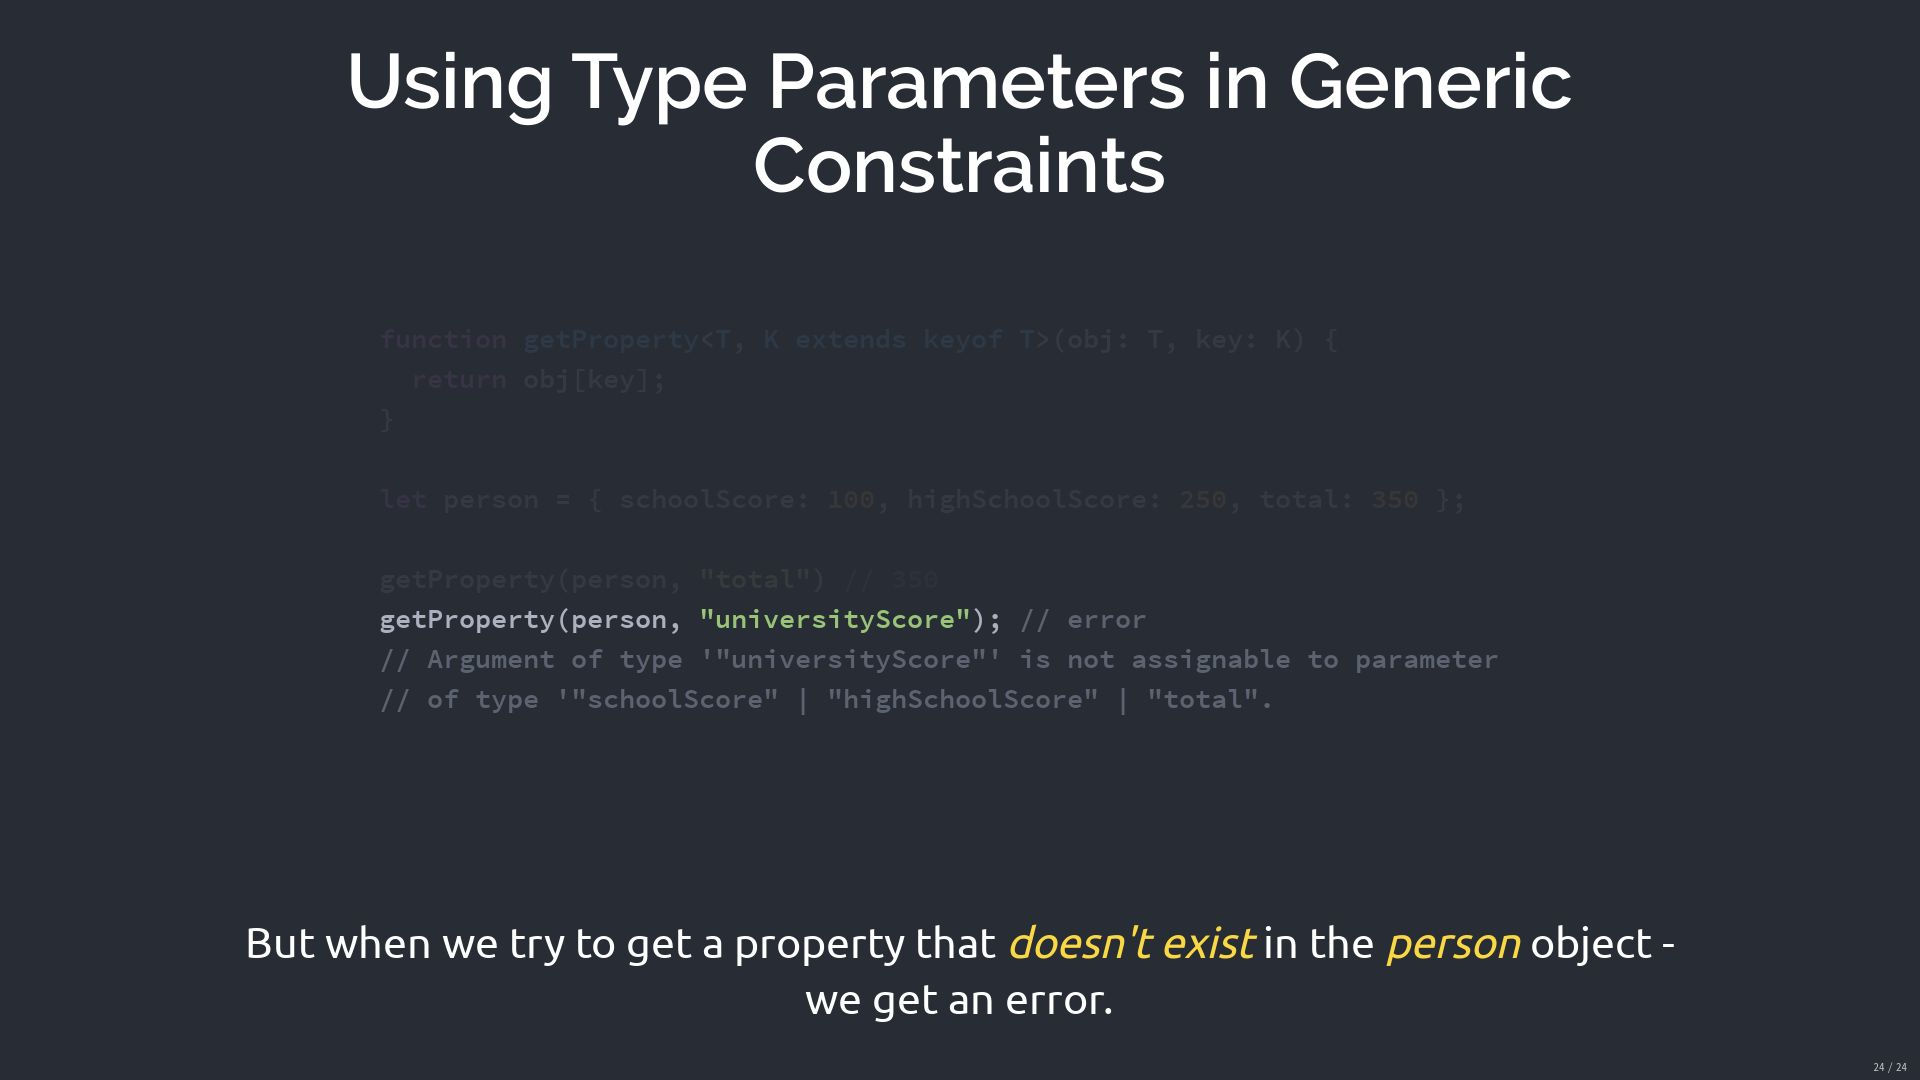 Using Type Parameters in Generic
Constraints
function getProperty<T, K extends keyof T>(obj: T, key: K) {
  return obj[key];
}
let person = { schoolScore: 100, highSchoolScore: 250, total: 350 };
getProperty(person, "total") // 350
getProperty(person, "universityScore"); // error
// Argument of type '"universityScore"' is not assignable to parameter
// of type '"schoolScore" | "highSchoolScore" | "total".
But when we try to get a property that doesn't exist in the person object -
we get an error.
24 / 24